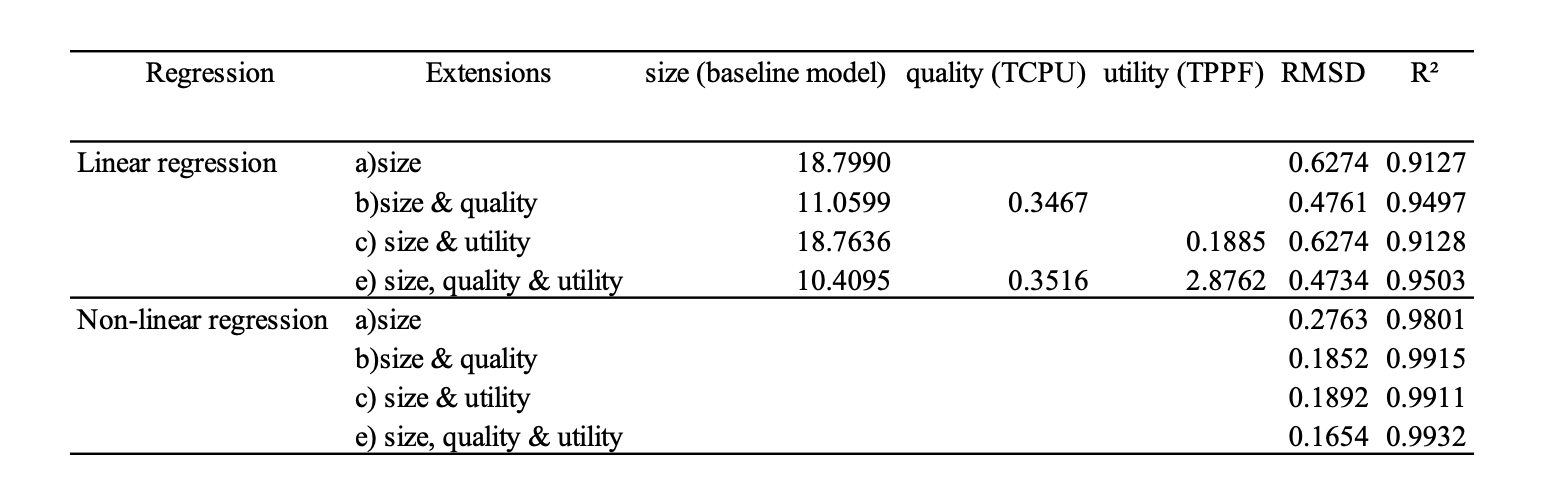 Regression Extensions size (baseline model) quality (TCPU) utility (TPPF) RMSD R²
Linear regression a)size 18.7990 0.6274 0.9127
b)size & quality 11.0599 0.3467 0.4761 0.9497
c) size & utility 18.7636 0.1885 0.6274 0.9128
e) size, quality & utility 10.4095 0.3516 2.8762 0.4734 0.9503
Non-linear regression a)size 0.2763 0.9801
b)size & quality 0.1852 0.9915
c) size & utility 0.1892 0.9911
e) size, quality & utility 0.1654 0.9932